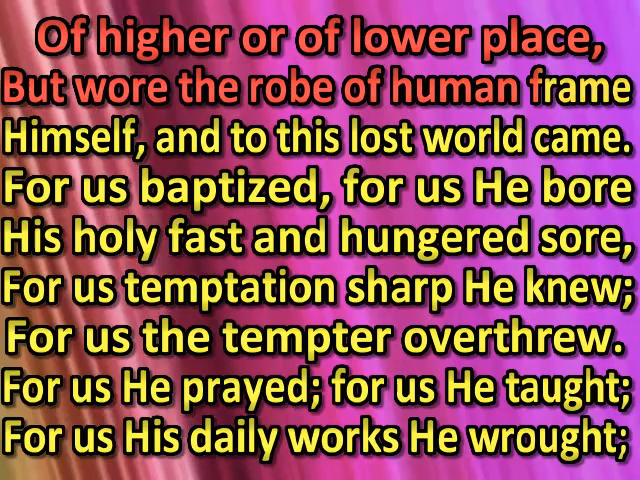 Of higher or of lower place,
But wore the robe of human frame
Himself, and to this lost world came.
For us baptized, for us He bore
His holy fast and hungered sore,
For us temptation sharp He knew;
For us the tempter overthrew.
For us He prayed; for us He taught;
For us His daily works He wrought;